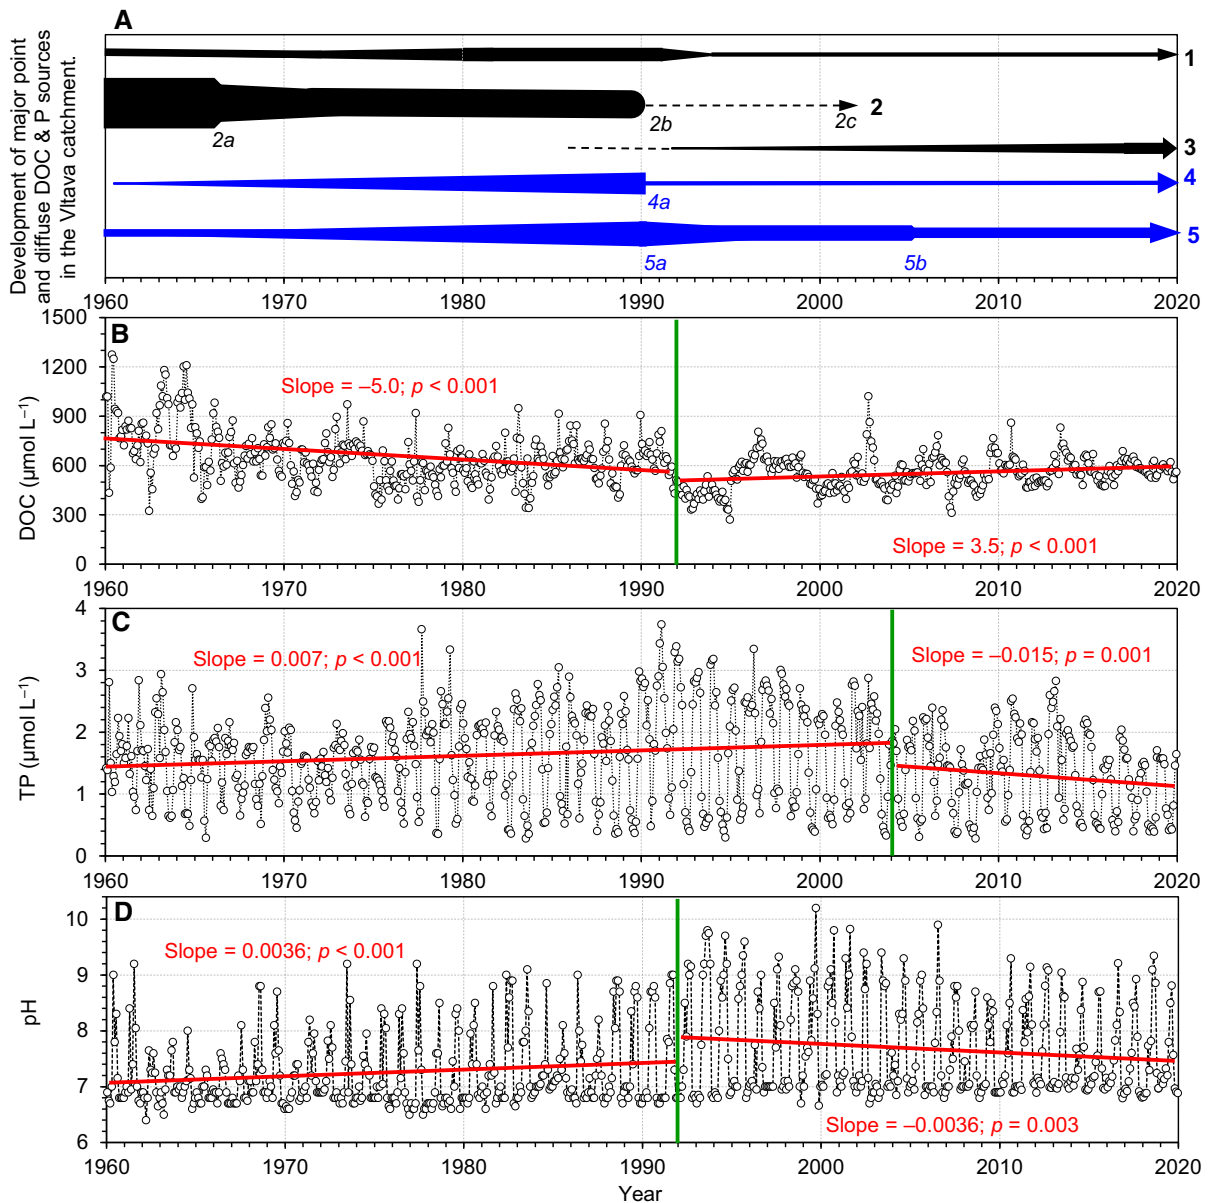 A
Development of major point
and diffuse DOC & P sources
in the Vltava catchment.
1
2
2a
2b
2c
3
4
4a
5
5a
5b
1960 1970 1980 1990 2000 2010 2020
B
DOC (µmol L⁻¹)
1500
1200
900
600
300
0
Slope = –5.0; p < 0.001
Slope = 3.5; p < 0.001
1960 1970 1980 1990 2000 2010 2020
C
TP (µmol L⁻¹)
4
3
2
1
0
Slope = 0.007; p < 0.001
Slope = –0.015; p = 0.001
1960 1970 1980 1990 2000 2010 2020
D
pH
10
9
8
7
6
Slope = 0.0036; p < 0.001
Slope = –0.0036; p = 0.003
1960 1970 1980 1990 2000 2010 2020
Year